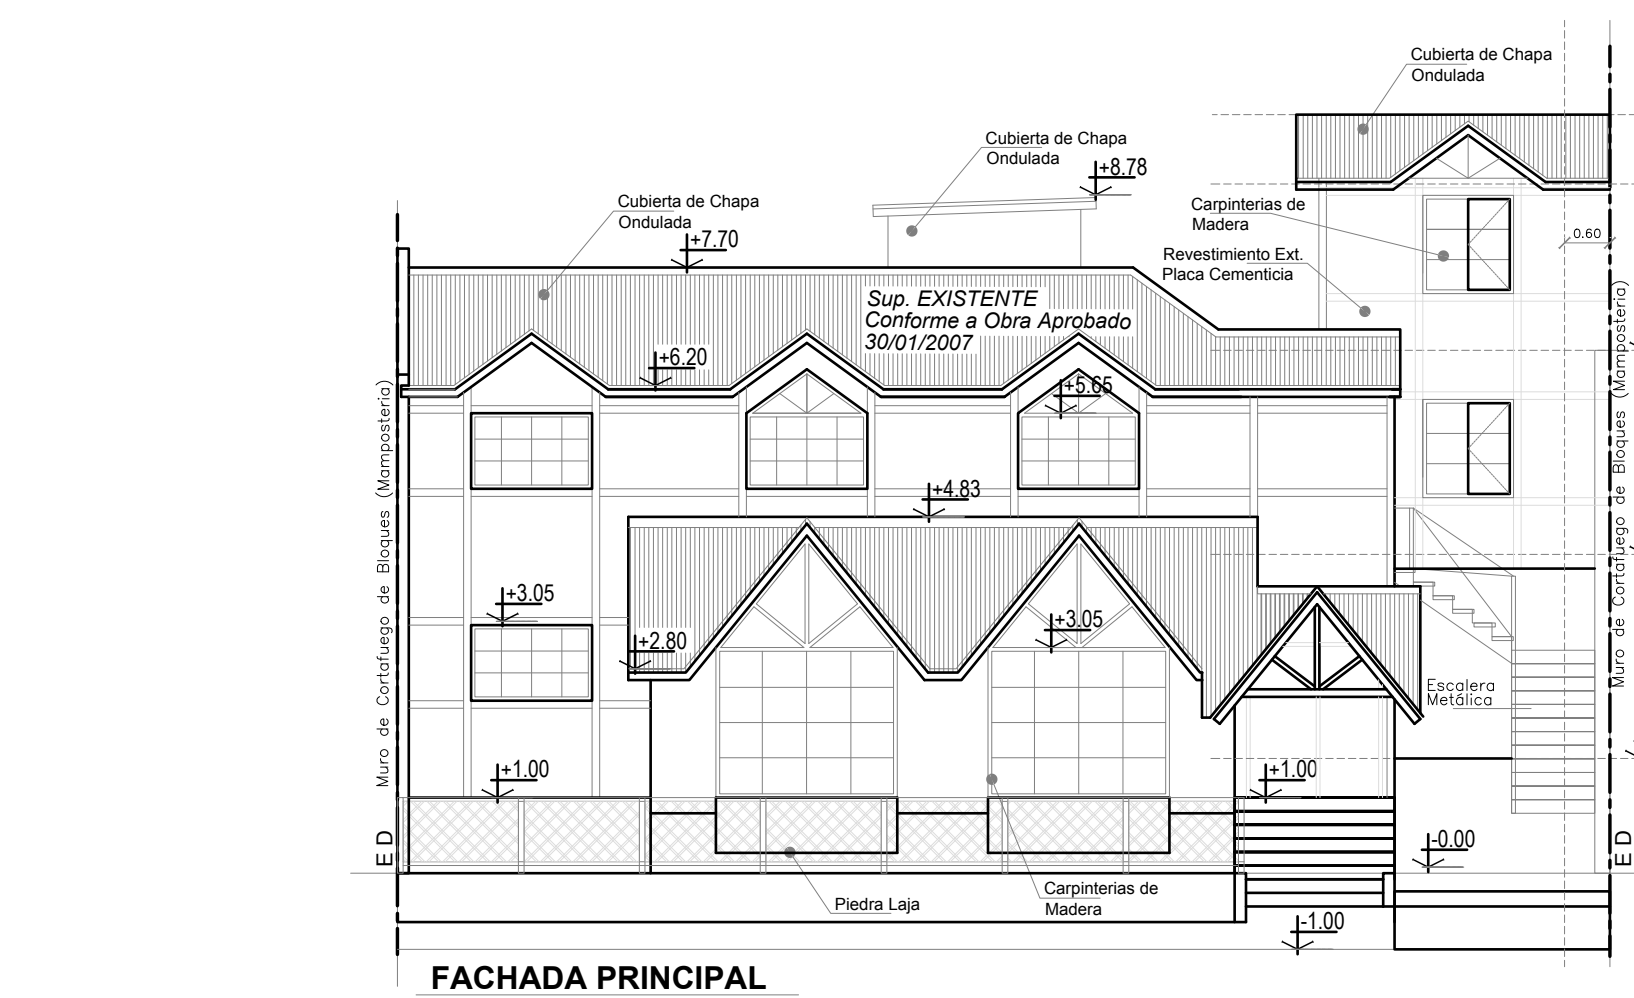 Cubierta de Chapa
Ondulada
Cubierta de Chapa
Ondulada
+8.78
Cubierta de Chapa
Ondulada
+7.70
Carpinterias de
Madera
0.60
Revestimiento Ext.
Placa Cementicia
Sup. EXISTENTE
Conforme a Obra Aprobado
30/01/2007
+6.20
+5.65
+4.83
+3.05
+3.05
+2.80
Escalera
Metálica
+1.00
+1.00
-0.00
Muro de Cortafuego de Bloques (Mamposteria)
Muro de Cortafuego de Bloques (Mamposteria)
E D
E D
Carpinterias de
Madera
Piedra Laja
-1.00
FACHADA PRINCIPAL